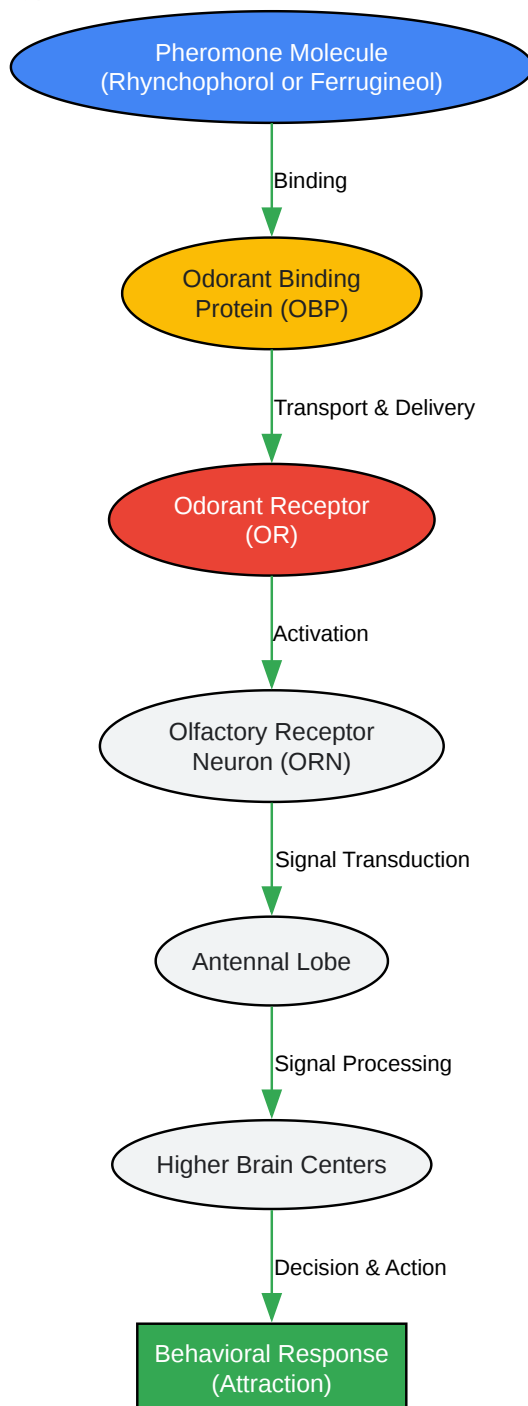 Pheromone Molecule
(Rhynchophorol or Ferrugineol)
Binding
Odorant Binding
Protein (OBP)
Transport & Delivery
Odorant Receptor
(OR)
Activation
Olfactory Receptor
Neuron (ORN)
Signal Transduction
Antennal Lobe
Signal Processing
Higher Brain Centers
Decision & Action
Behavioral Response
(Attraction)